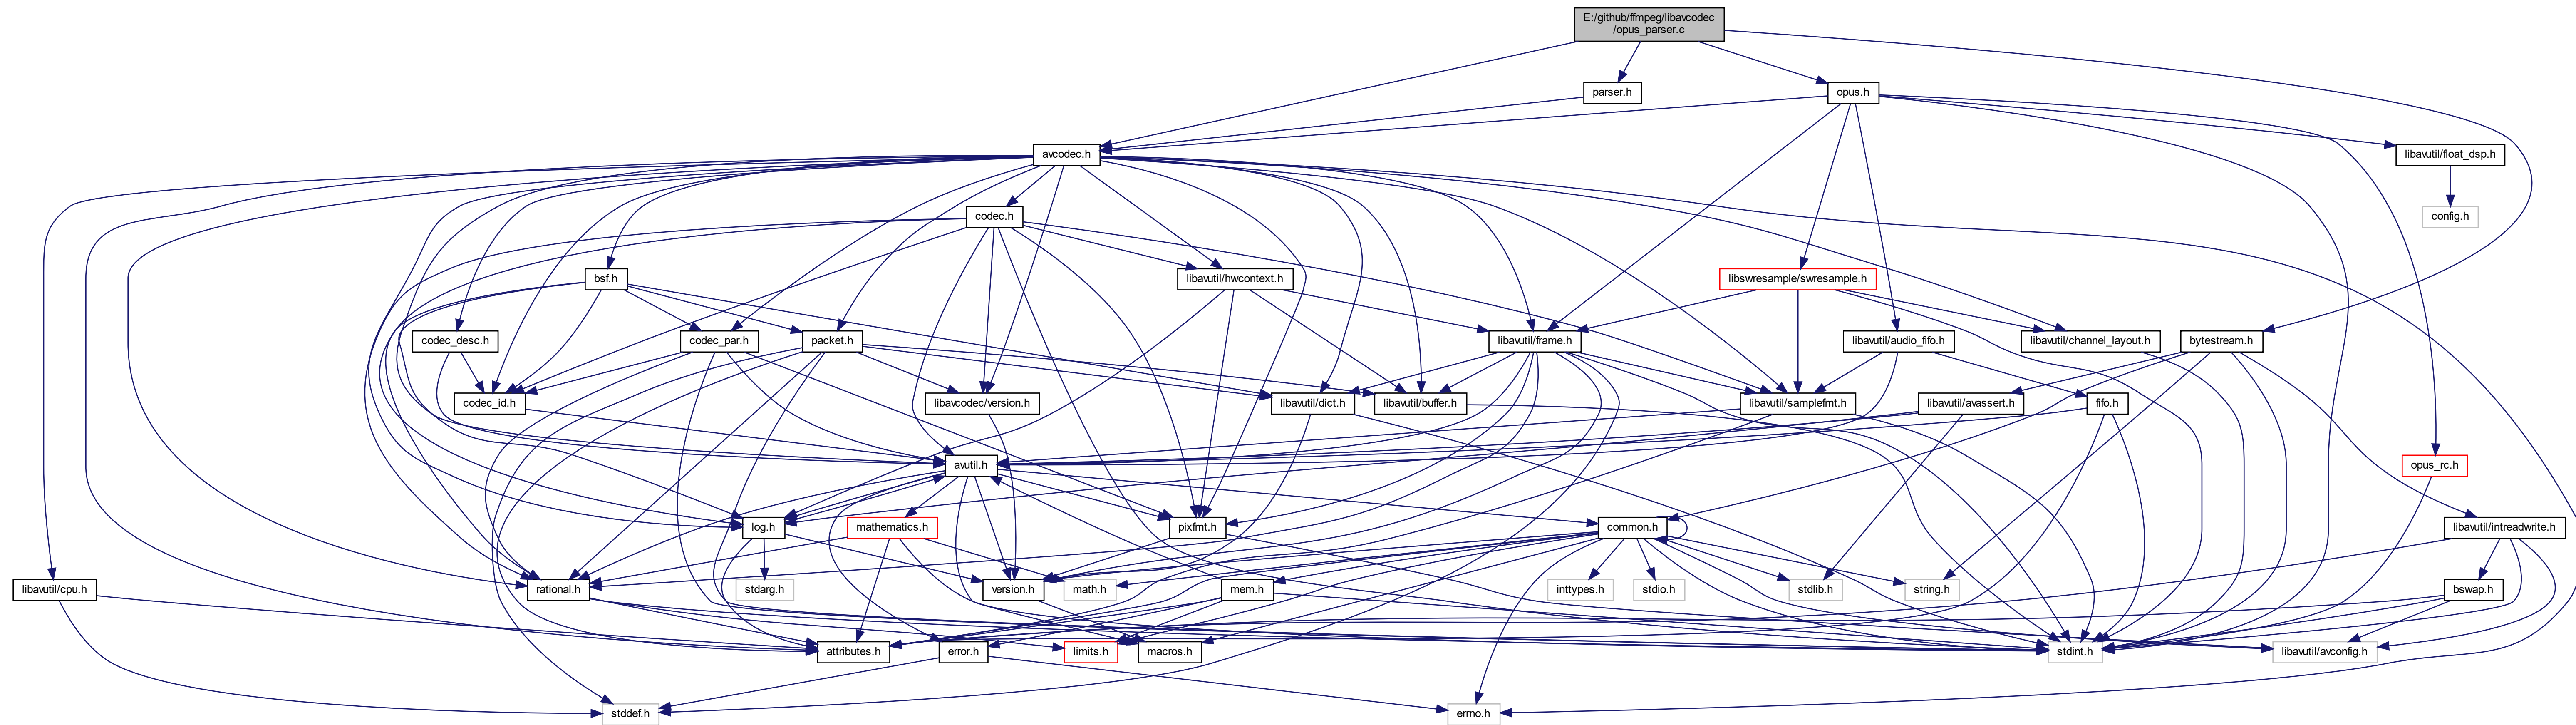 E:/github/ffmpeg/libavcodec
/opus_parser.c
parser.h
opus.h
avcodec.h
libavutil/float_dsp.h
codec.h
config.h
bsf.h
libavutil/hwcontext.h
libswresample/swresample.h
codec_desc.h
codec_par.h
packet.h
libavutil/frame.h
libavutil/audio_fifo.h
libavutil/channel_layout.h
bytestream.h
codec_id.h
libavcodec/version.h
libavutil/dict.h
libavutil/buffer.h
libavutil/samplefmt.h
libavutil/avassert.h
fifo.h
avutil.h
opus_rc.h
log.h
mathematics.h
pixfmt.h
common.h
libavutil/intreadwrite.h
libavutil/cpu.h
rational.h
stdarg.h
math.h
version.h
mem.h
inttypes.h
stdio.h
stdlib.h
string.h
bswap.h
attributes.h
error.h
limits.h
macros.h
stdint.h
libavutil/avconfig.h
stddef.h
errno.h